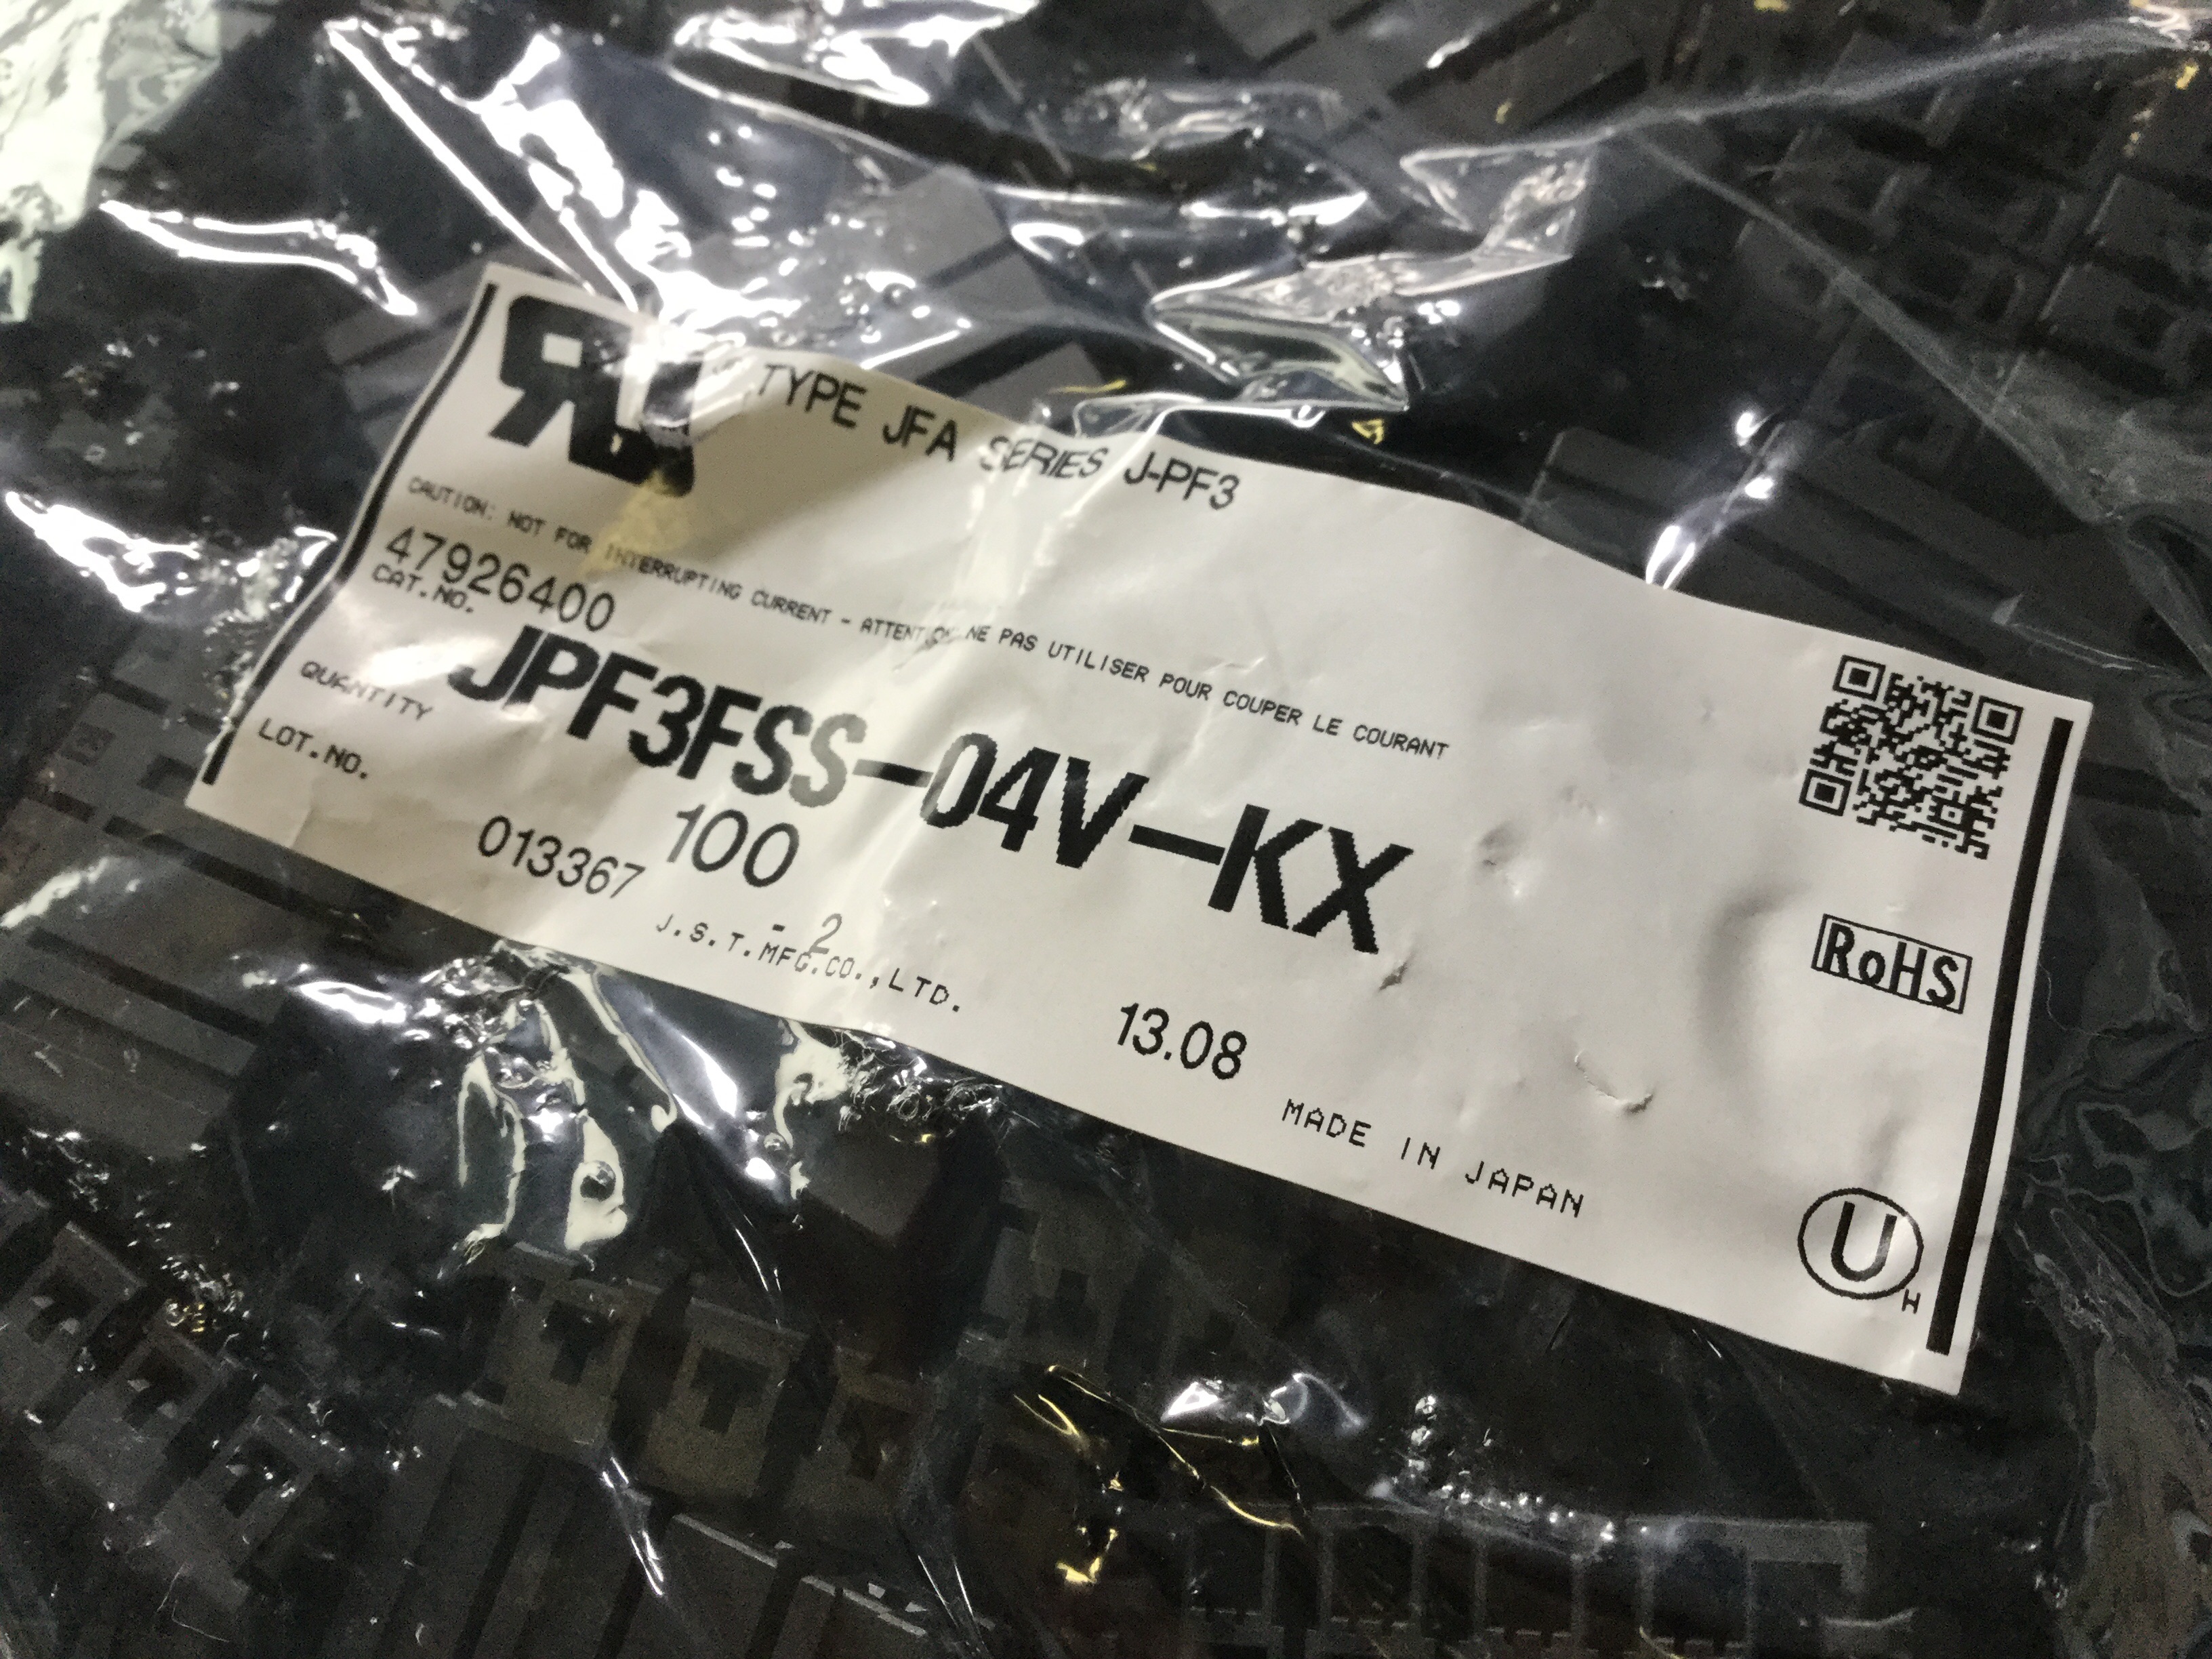 TYPE JFA SERIES J-PF3
CAUTION: NOT FOR INTERRUPTING CURRENT - ATTENTION: NE PAS UTILISER POUR COUPER LE COURANT
47926400
CAT.NO.
JPF3FSS-04V-KX
QUANTITY
100
LOT.NO.
013367 - 2
J.S.T.MFG.CO.,LTD.
13.08
MADE IN JAPAN
RoHS
U
H